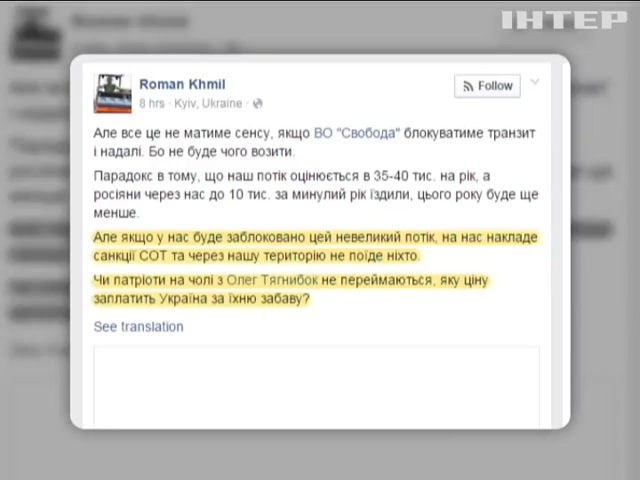 ІНТЕР
Roman Khmil
8 hrs · Kyiv, Ukraine ·
Follow
Але все це не матиме сенсу, якщо ВО "Свобода" блокуватиме транзит
і надалі. Бо не буде чого возити.
Парадокс в тому, що наш потік оцінюється в 35-40 тис. на рік, а
росіяни через нас до 10 тис. за минулий рік їздили, цього року буде ще
менше.
Але якщо у нас буде заблоковано цей невеликий потік, на нас накладе
санкції СОТ та через нашу територію не поїде ніхто.
Чи патріоти на чолі з Олег Тягнибок не переймаються, яку ціну
заплатить Україна за їхню забаву?
See translation